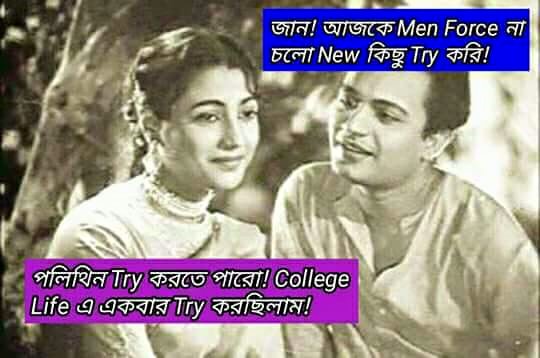 জান! আজকে Men Force না
চলো New কিছু Try করি!
পলিথিন Try করতে পারো! College
Life এ একবার Try করছিলাম!